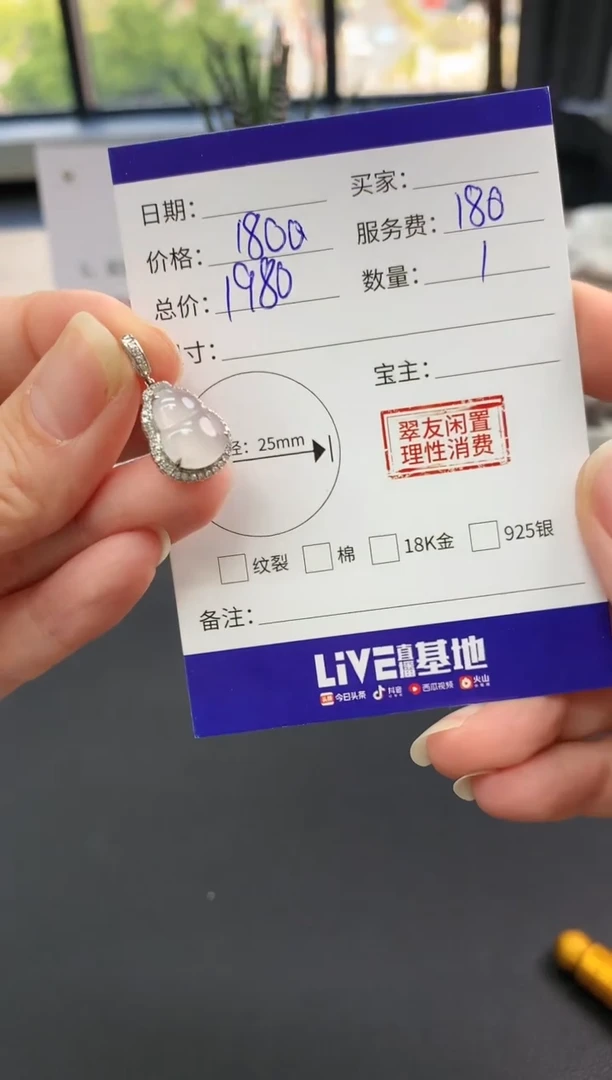 日期:
买家:
价格: 1800
服务费: 180
总价: 1980
数量: 1
寸:
宝主:
径: 25mm
翠友闲置
理性消费
纹裂 棉 18K金 925银
备注:
LiVE直播基地
今日头条 抖音 西瓜视频 火山